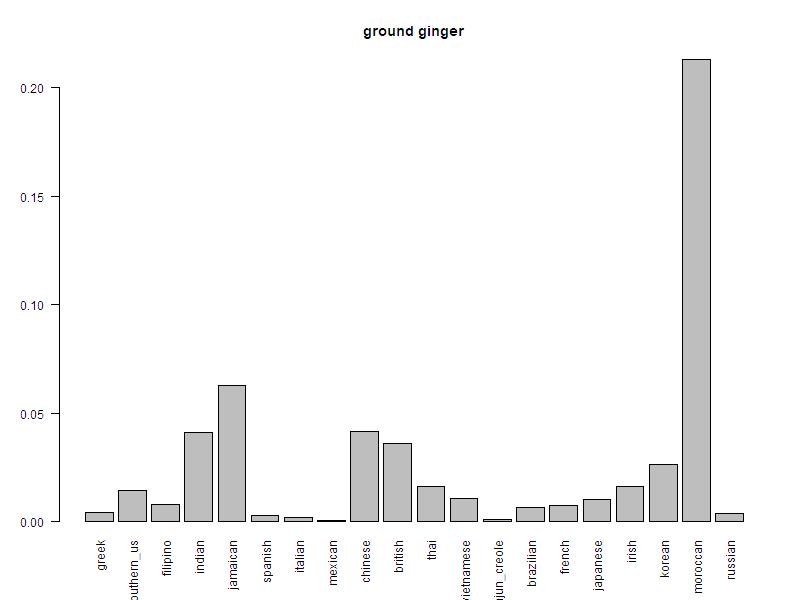 ground ginger
0.20
0.15
0.10
0.05
0.00
greek
outhern_us
filipino
indian
jamaican
spanish
italian
mexican
chinese
british
thai
vietnamese
jun_creole
brazilian
french
japanese
irish
korean
moroccan
russian